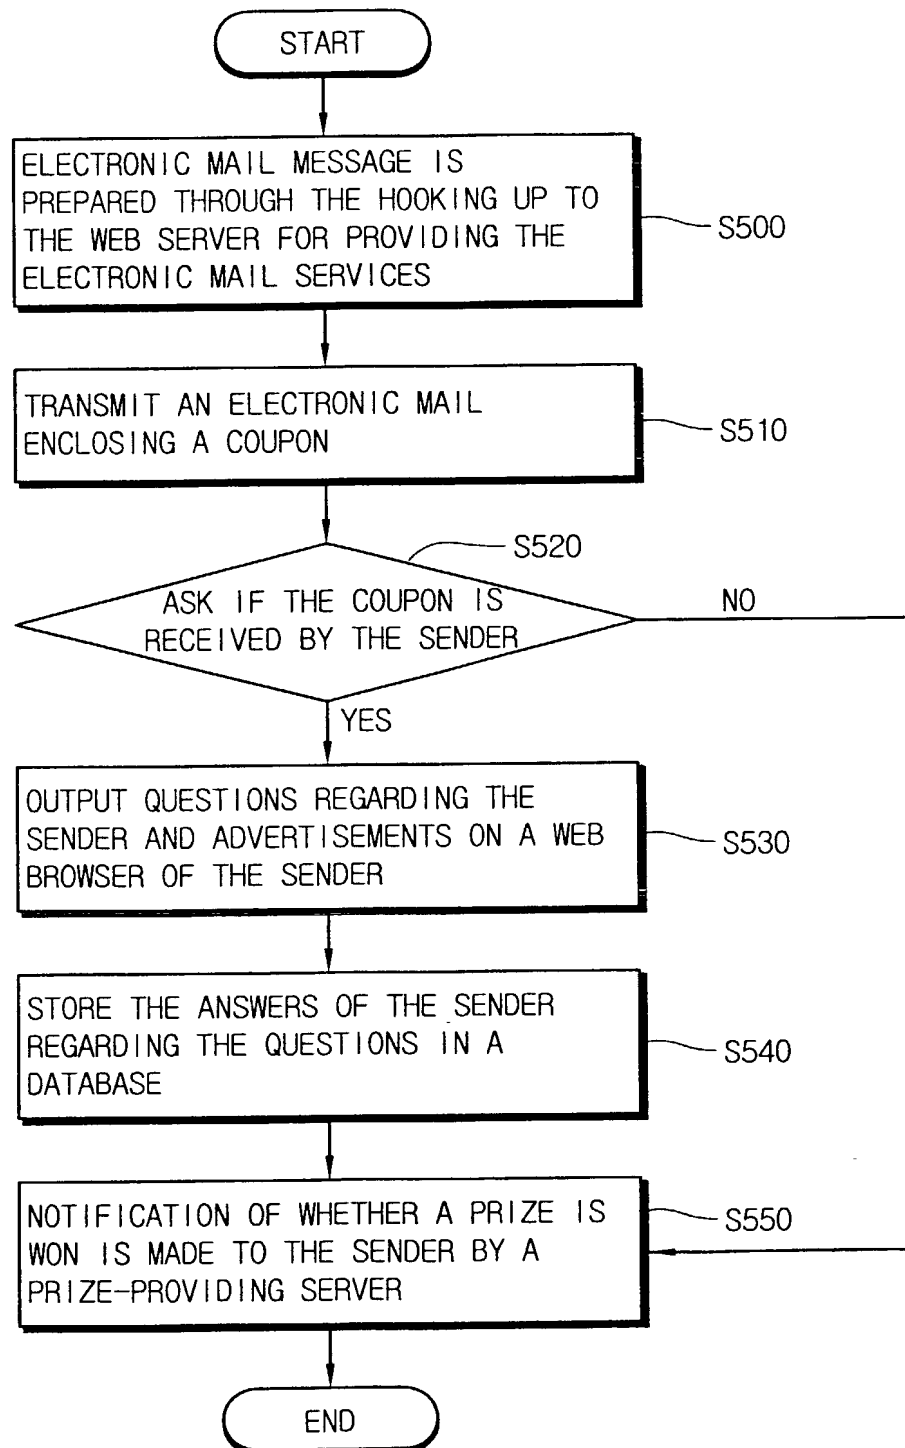 START
ELECTRONIC MAIL MESSAGE IS
PREPARED THROUGH THE HOOKING UP TO
THE WEB SERVER FOR PROVIDING THE
ELECTRONIC MAIL SERVICES
S500
TRANSMIT AN ELECTRONIC MAIL
ENCLOSING A COUPON
S510
S520
ASK IF THE COUPON IS
RECEIVED BY THE SENDER
NO
YES
OUTPUT QUESTIONS REGARDING THE
SENDER AND ADVERTISEMENTS ON A WEB
BROWSER OF THE SENDER
S530
STORE THE ANSWERS OF THE SENDER
REGARDING THE QUESTIONS IN A
DATABASE
S540
NOTIFICATION OF WHETHER A PRIZE IS
WON IS MADE TO THE SENDER BY A
PRIZE-PROVIDING SERVER
S550
END